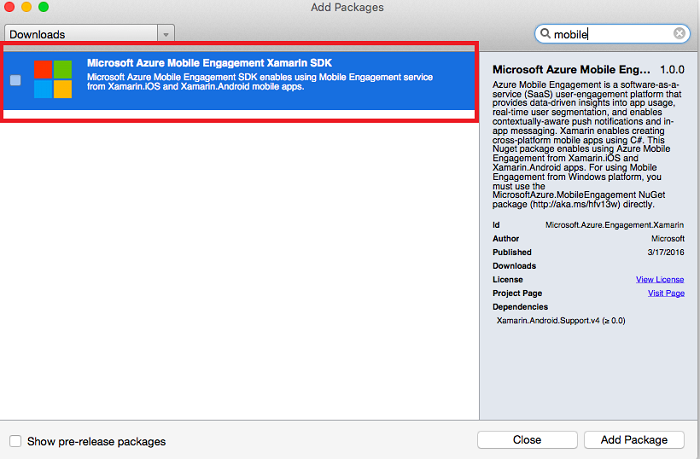 Add Packages
Downloads
mobile
Microsoft Azure Mobile Engagement Xamarin SDK
Microsoft Azure Mobile Engagement SDK enables using Mobile Engagement service
from Xamarin.iOS and Xamarin.Android mobile apps.
Microsoft Azure Mobile Eng... 1.0.0
Azure Mobile Engagement is a software-as-a-
service (SaaS) user-engagement platform that
provides data-driven insights into app usage,
real-time user segmentation, and enables
contextually-aware push notifications and in-
app messaging. Xamarin enables creating
cross-platform mobile apps using C#. This
Nuget package enables using Azure Mobile
Engagement from Xamarin.iOS and
Xamarin.Android apps. For using Mobile
Engagement from Windows platform, you
must use the
MicrosoftAzure.MobileEngagement NuGet
package (http://aka.ms/hfv13w) directly.
Id Microsoft.Azure.Engagement.Xamarin
Author Microsoft
Published 3/17/2016
Downloads
License View License
Project Page Visit Page
Dependencies
Xamarin.Android.Support.v4 (≥ 0.0)
Show pre-release packages
Close
Add Package